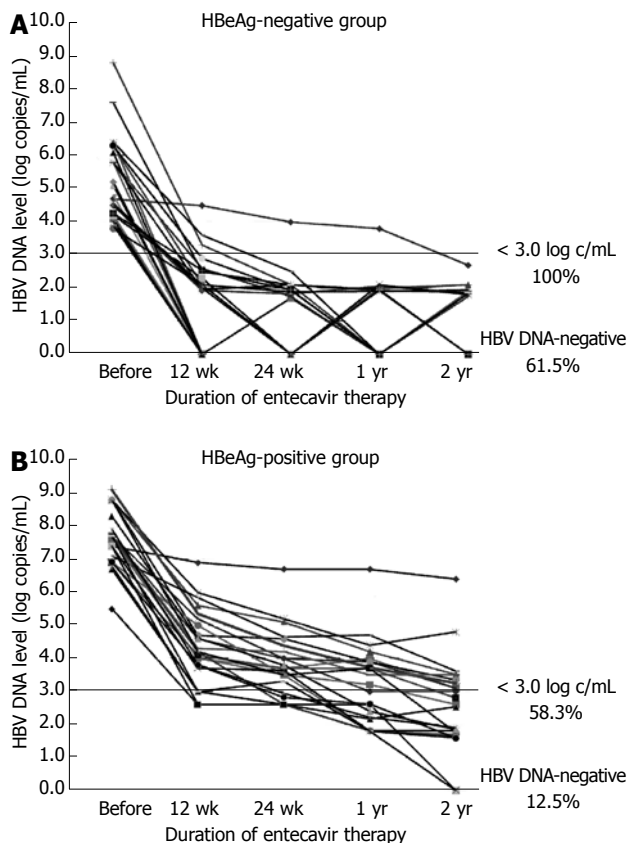 A
HBeAg-negative group
HBV DNA level (log copies/mL)
10.0
9.0
8.0
7.0
6.0
5.0
4.0
3.0
2.0
1.0
0.0
< 3.0 log c/mL
100%
HBV DNA-negative
61.5%
Before 12 wk 24 wk 1 yr 2 yr
Duration of entecavir therapy
B
HBeAg-positive group
HBV DNA level (log copies/mL)
10.0
9.0
8.0
7.0
6.0
5.0
4.0
3.0
2.0
1.0
0.0
< 3.0 log c/mL
58.3%
HBV DNA-negative
12.5%
Before 12 wk 24 wk 1 yr 2 yr
Duration of entecavir therapy